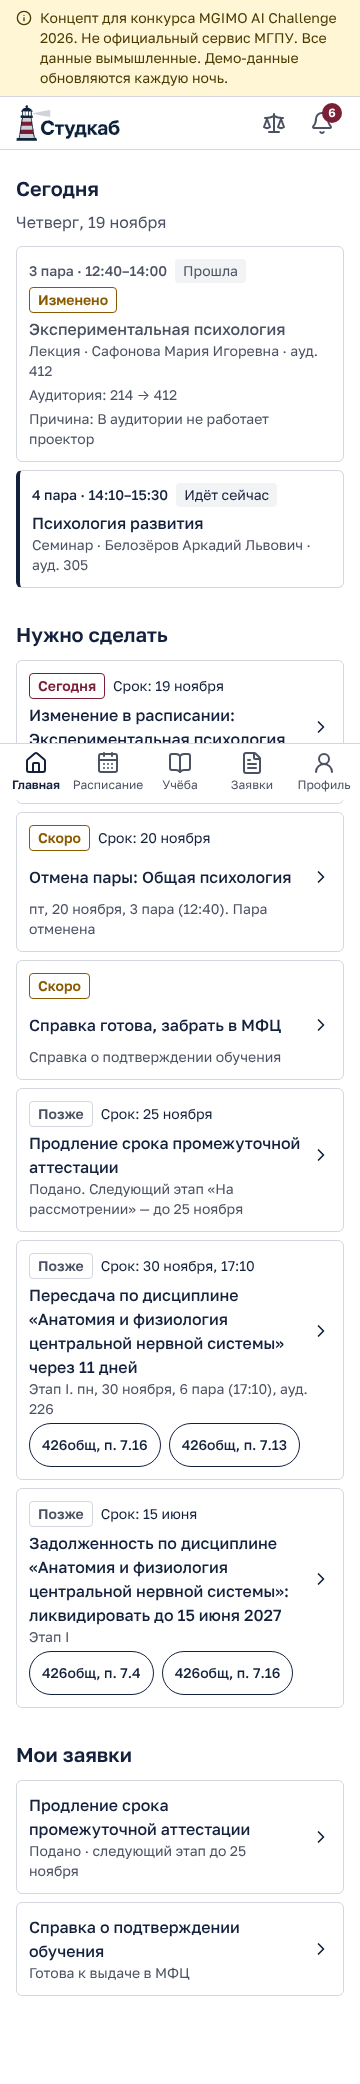 Концепт для конкурса MGIMO AI Challenge
2026. Не официальный сервис МГПУ. Все
данные вымышленные. Демо-данные
обновляются каждую ночь.
Студкаб
6
Сегодня
Четверг, 19 ноября
3 пара · 12:40–14:00 Прошла
Изменено
Экспериментальная психология
Лекция · Сафонова Мария Игоревна · ауд.
412
Аудитория: 214 → 412
Причина: В аудитории не работает
проектор
4 пара · 14:10–15:30 Идёт сейчас
Психология развития
Семинар · Белозёров Аркадий Львович ·
ауд. 305
Нужно сделать
Сегодня Срок: 19 ноября
Изменение в расписании:
Экспериментальная психология
Главная Расписание Учёба Заявки Профиль
Скоро Срок: 20 ноября
Отмена пары: Общая психология
пт, 20 ноября, 3 пара (12:40). Пара
отменена
Скоро
Справка готова, забрать в МФЦ
Справка о подтверждении обучения
Позже Срок: 25 ноября
Продление срока промежуточной
аттестации
Подано. Следующий этап «На
рассмотрении» — до 25 ноября
Позже Срок: 30 ноября, 17:10
Пересдача по дисциплине
«Анатомия и физиология
центральной нервной системы»
через 11 дней
Этап I. пн, 30 ноября, 6 пара (17:10), ауд.
226
426общ, п. 7.16 426общ, п. 7.13
Позже Срок: 15 июня
Задолженность по дисциплине
«Анатомия и физиология
центральной нервной системы»:
ликвидировать до 15 июня 2027
Этап I
426общ, п. 7.4 426общ, п. 7.16
Мои заявки
Продление срока
промежуточной аттестации
Подано · следующий этап до 25
ноября
Справка о подтверждении
обучения
Готова к выдаче в МФЦ